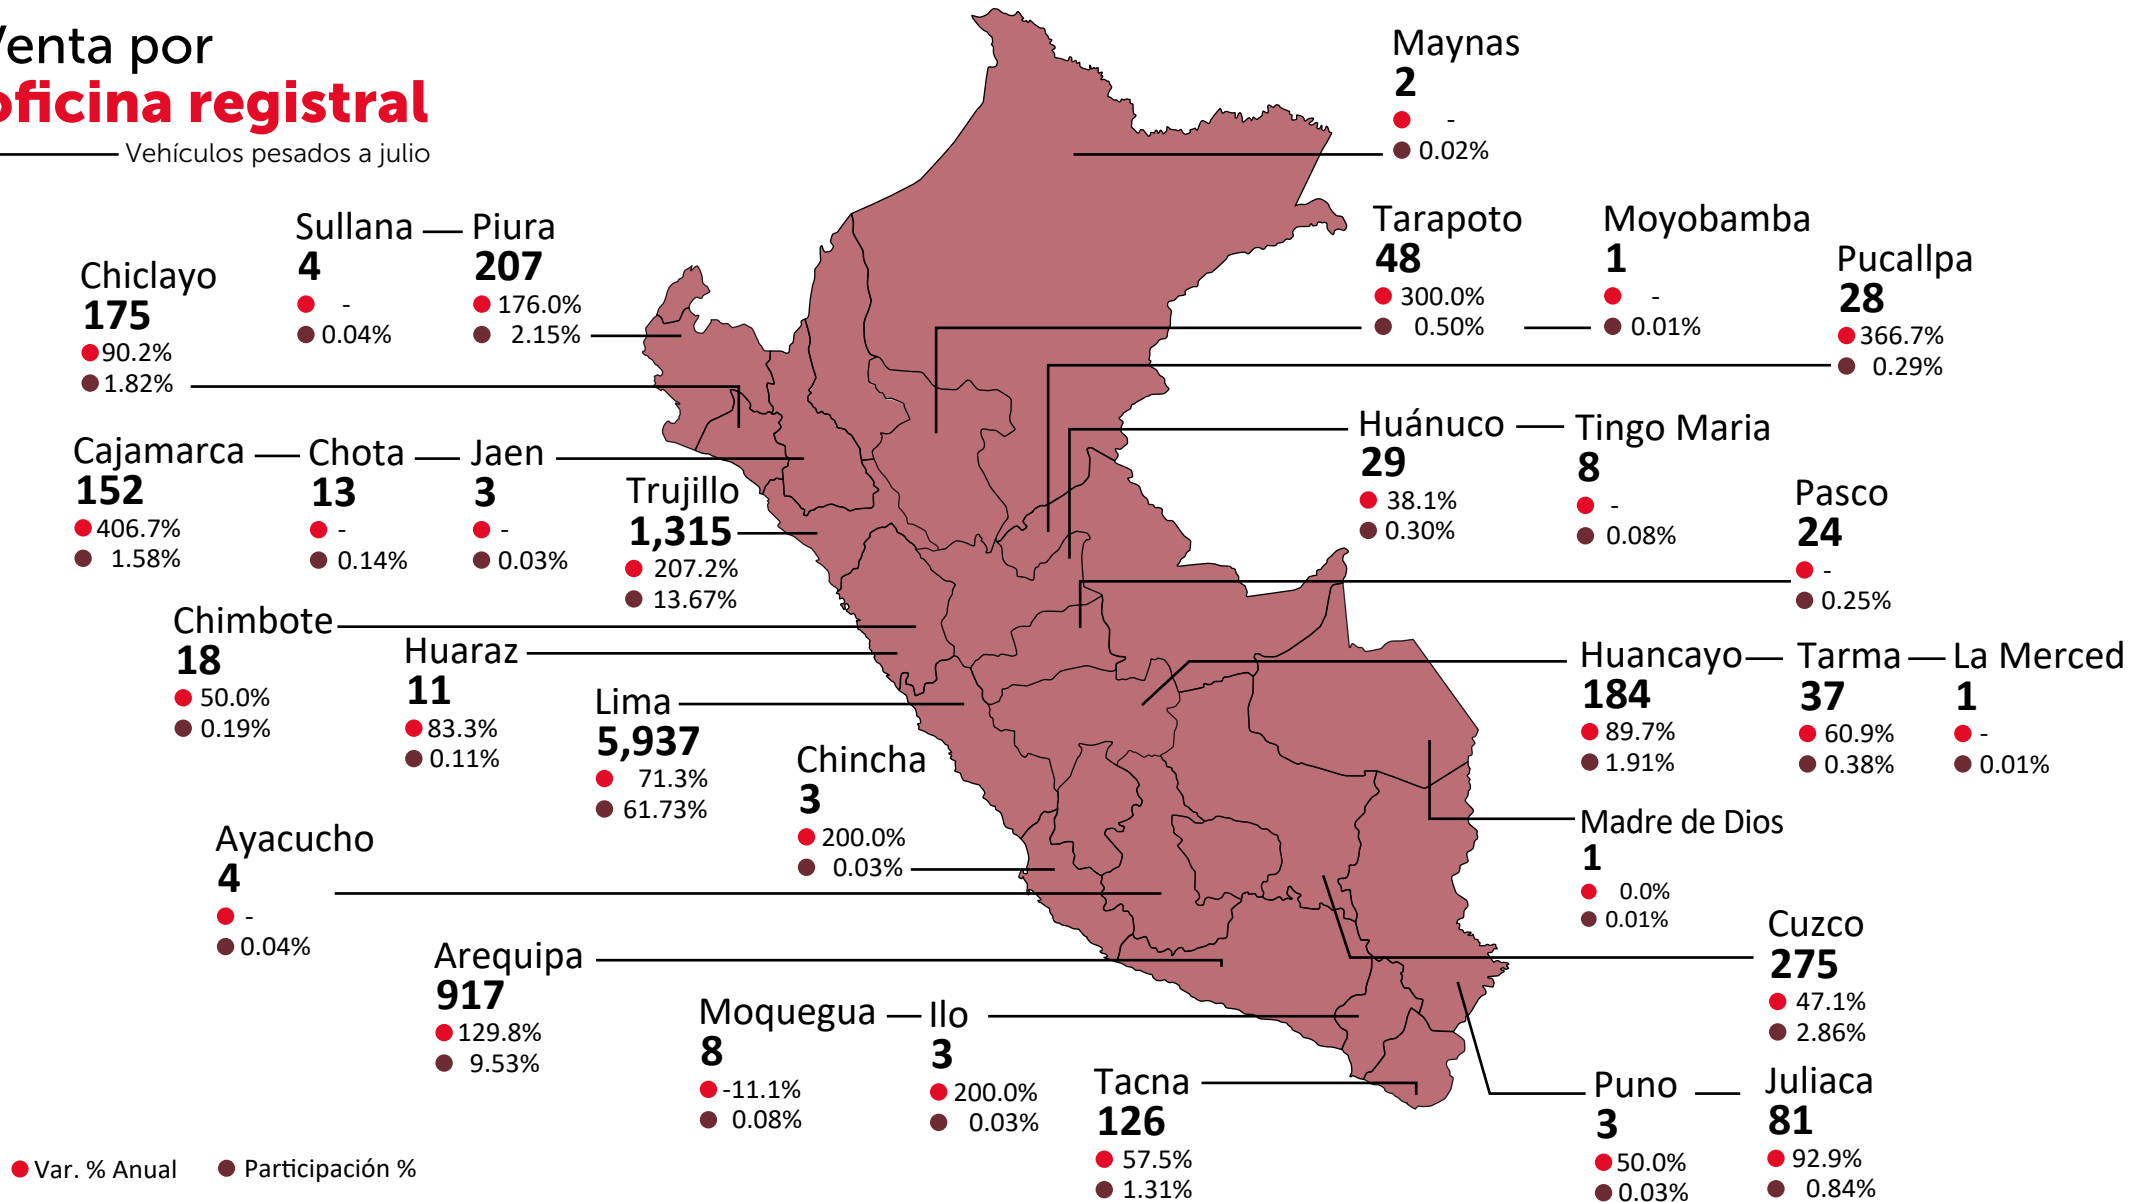 Venta por
oficina registral
Vehículos pesados a julio
Maynas
2
-
0.02%
Sullana
4
-
0.04%
Piura
207
176.0%
2.15%
Tarapoto
48
300.0%
0.50%
Moyobamba
1
-
0.01%
Pucallpa
28
366.7%
0.29%
Chiclayo
175
90.2%
1.82%
Cajamarca
152
406.7%
1.58%
Chota
13
-
0.14%
Jaen
3
-
0.03%
Trujillo
1,315
207.2%
13.67%
Huánuco
29
38.1%
0.30%
Tingo Maria
8
-
0.08%
Pasco
24
-
0.25%
Chimbote
18
50.0%
0.19%
Huaraz
11
83.3%
0.11%
Lima
5,937
71.3%
61.73%
Chincha
3
200.0%
0.03%
Huancayo
184
89.7%
1.91%
Tarma
37
60.9%
0.38%
La Merced
1
-
0.01%
Madre de Dios
1
0.0%
0.01%
Ayacucho
4
-
0.04%
Arequipa
917
129.8%
9.53%
Cuzco
275
47.1%
2.86%
Moquegua
8
-11.1%
0.08%
Ilo
3
200.0%
0.03%
Tacna
126
57.5%
1.31%
Puno
3
50.0%
0.03%
Juliaca
81
92.9%
0.84%
Var. % Anual
Participación %